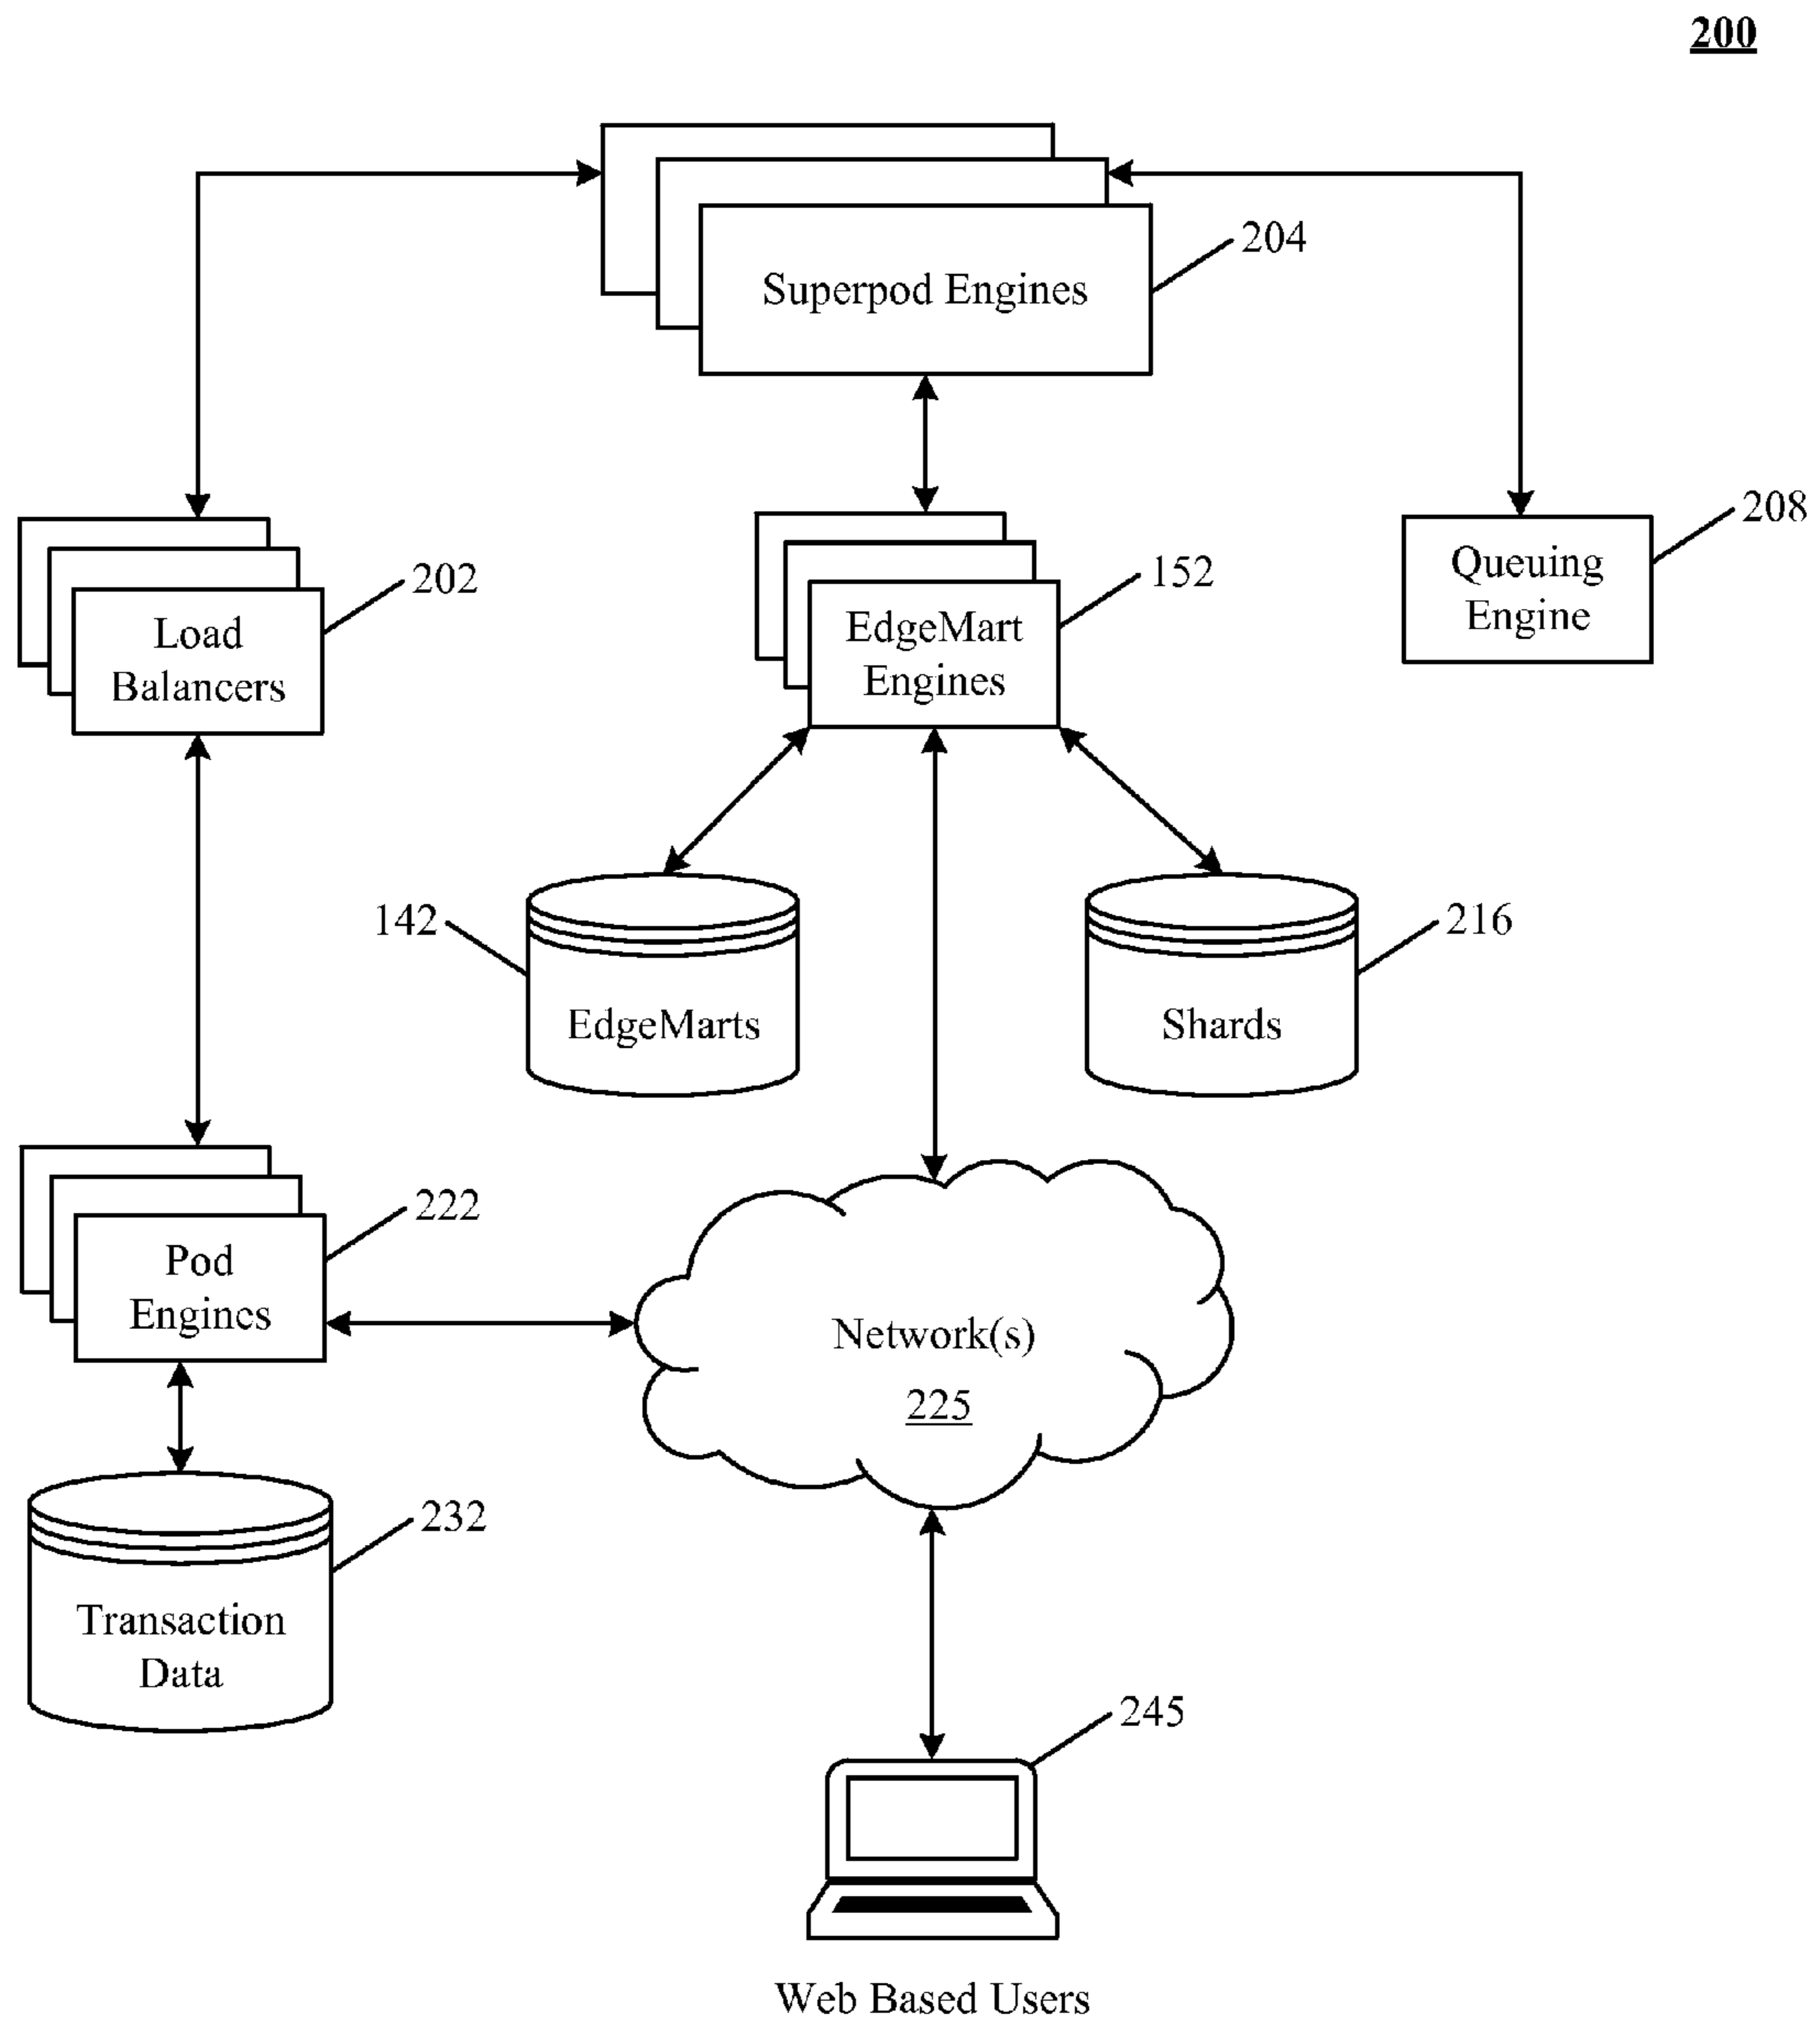 200
204
Superpod Engines
208
202
152
Load
Balancers
EdgeMart
Engines
Queuing
Engine
142
216
EdgeMarts
Shards
222
Pod
Engines
Network(s)
225
232
Transaction
Data
245
Web Based Users